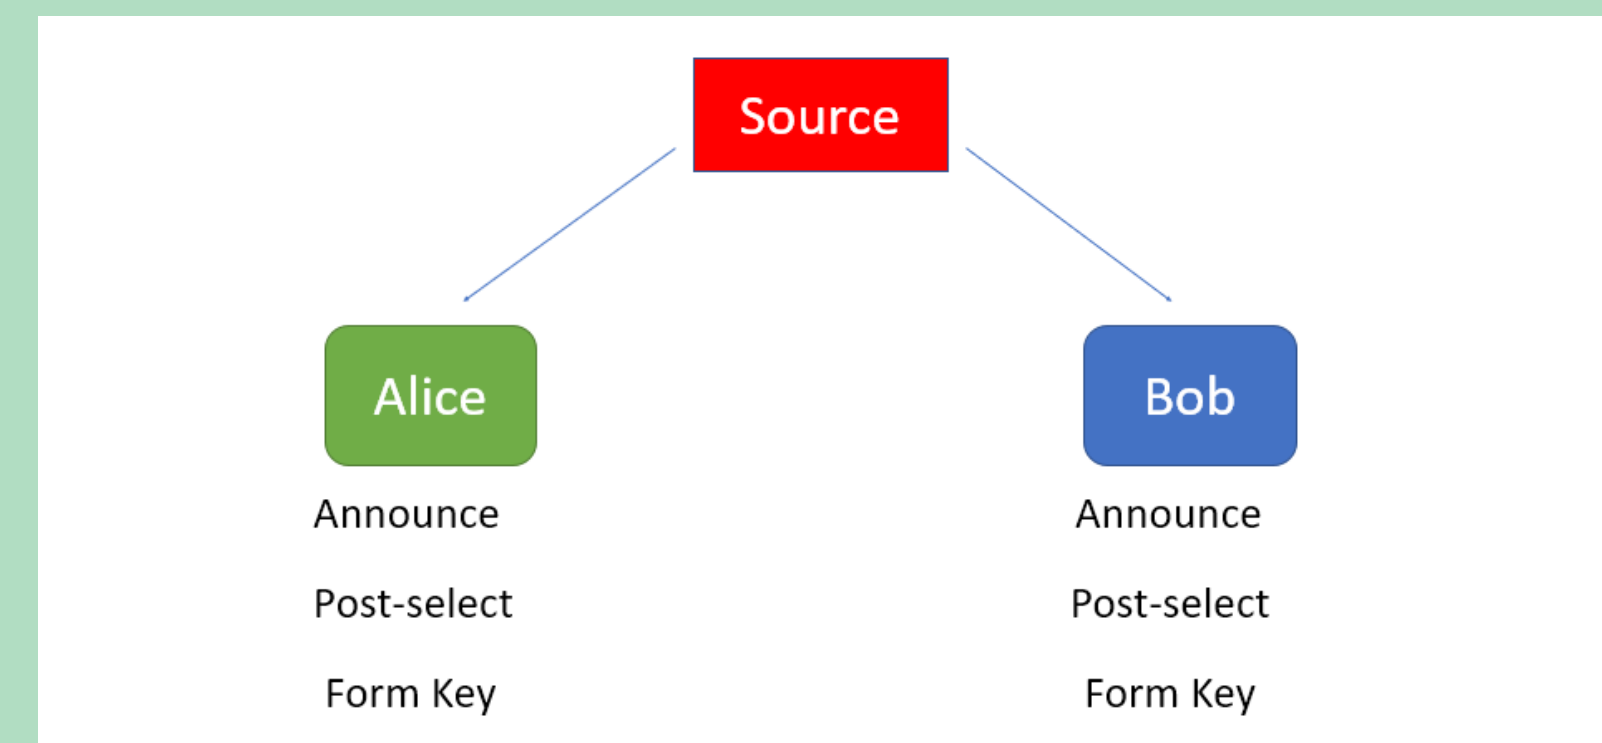 Source
Alice
Bob
Announce
Announce
Post-select
Post-select
Form Key
Form Key